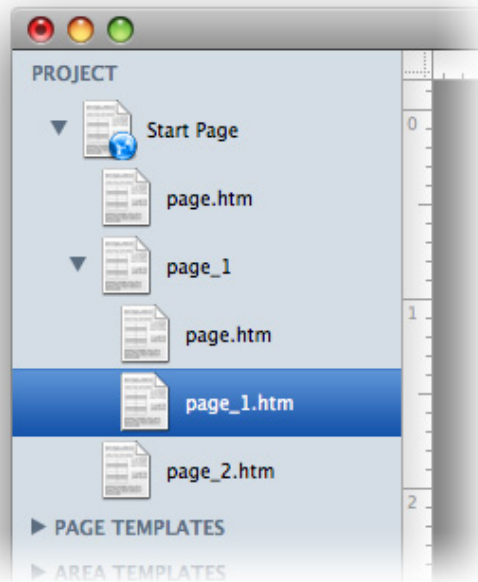 PROJECT
Start Page
page.htm
page_1
page.htm
page_1.htm
page_2.htm
PAGE TEMPLATES
AREA TEMPLATES
0
1
2